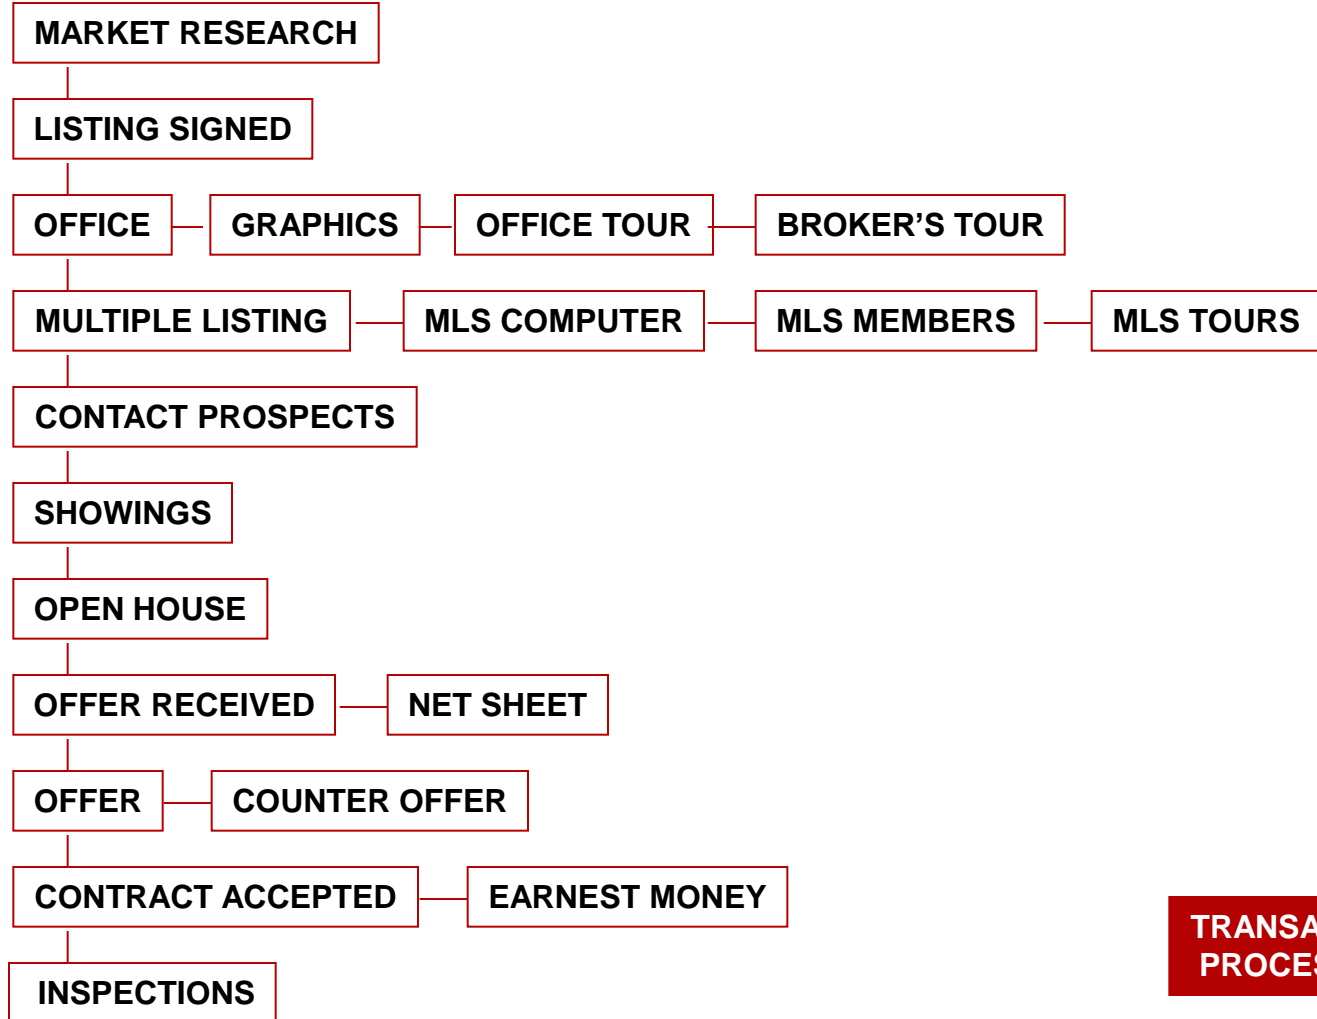 MARKET RESEARCH
LISTING SIGNED
OFFICE GRAPHICS OFFICE TOUR BROKER’S TOUR
MULTIPLE LISTING MLS COMPUTER MLS MEMBERS MLS TOURS
CONTACT PROSPECTS
SHOWINGS
OPEN HOUSE
OFFER RECEIVED NET SHEET
OFFER COUNTER OFFER
CONTRACT ACCEPTED EARNEST MONEY
INSPECTIONS